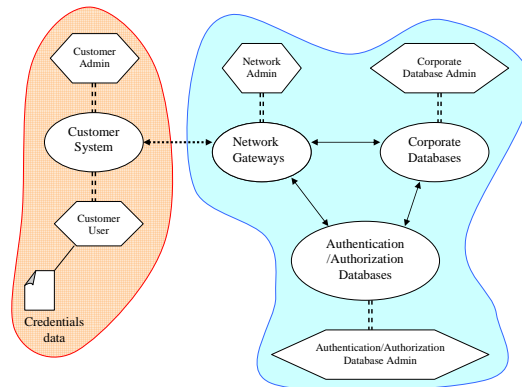 Customer
Admin
Customer
System
Customer
User
Credentials
data
Network
Admin
Network
Gateways
Corporate
Database Admin
Corporate
Databases
Authentication
/Authorization
Databases
Authentication/Authorization
Database Admin